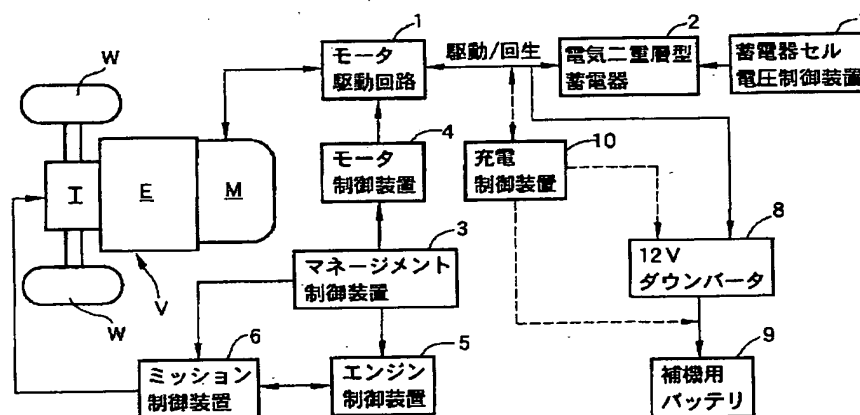 1
モータ
駆動回路
駆動/回生
2
電気二重層型
蓄電器
蓄電器セル
電圧制御装置
W
4
モータ
制御装置
10
充電
制御装置
I
E
M
3
マネージメント
制御装置
8
12V
ダウンバータ
W
V
6
ミッション
制御装置
5
エンジン
制御装置
9
補機用
バッテリ